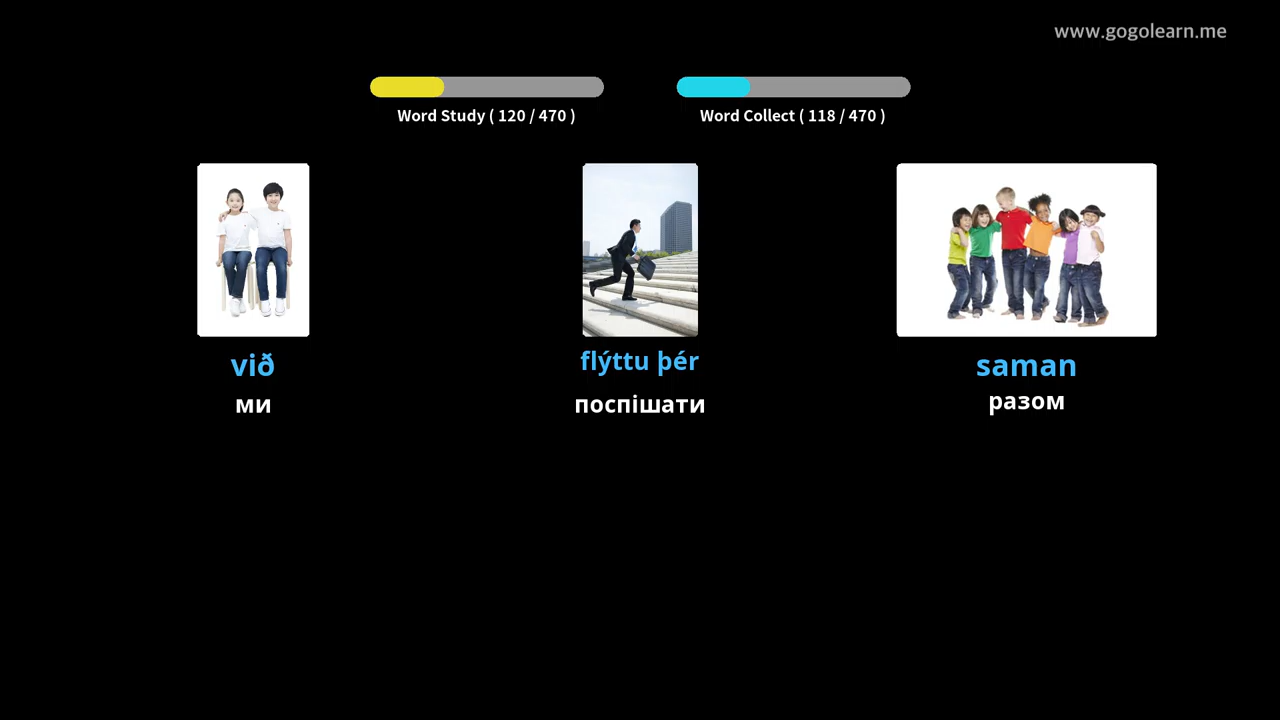 www.gogolearn.me
Word Study ( 120 / 470 )
Word Collect ( 118 / 470 )
við
flýttu þér
saman
ми
поспішати
разом